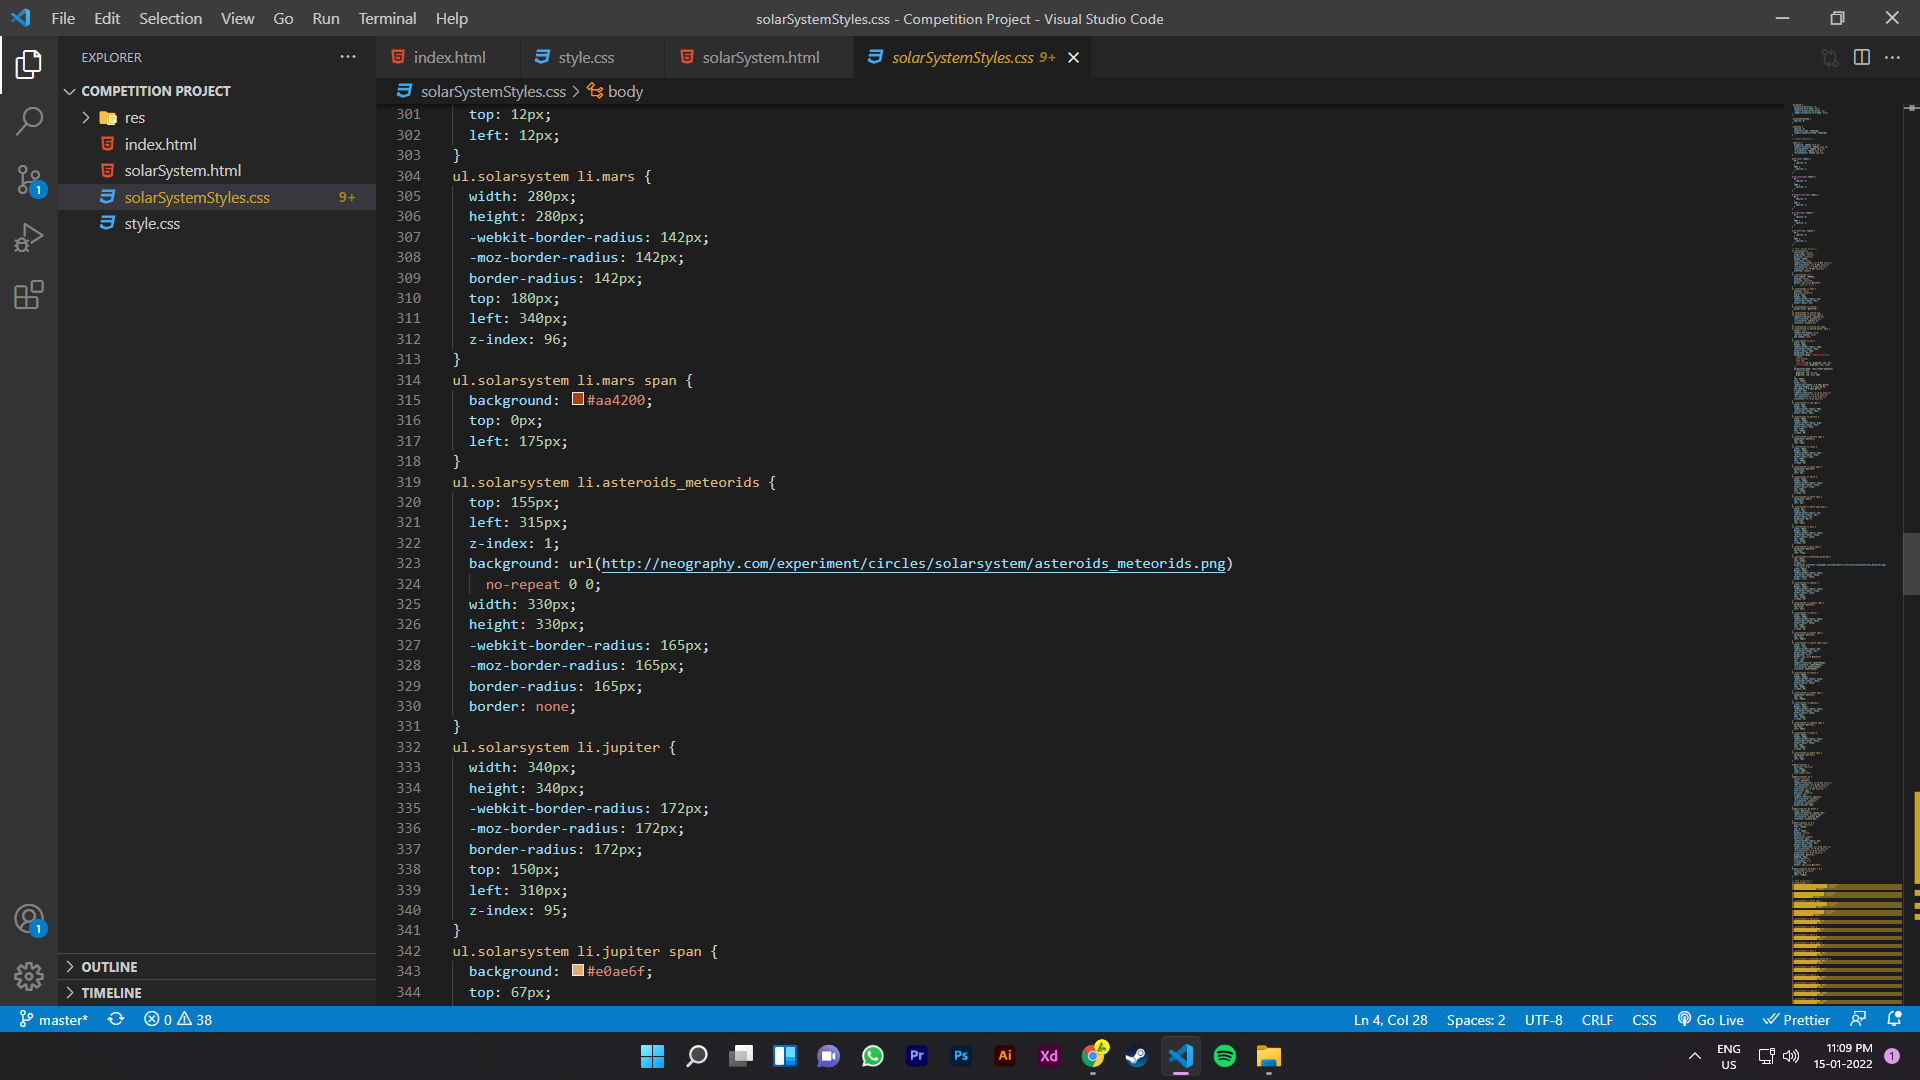 File Edit Selection View Go Run Terminal Help
solarSystemStyles.css - Competition Project - Visual Studio Code
EXPLORER
COMPETITION PROJECT
res
index.html
solarSystem.html
solarSystemStyles.css 9+
style.css
OUTLINE
TIMELINE
1
1
index.html style.css solarSystem.html solarSystemStyles.css 9+
solarSystemStyles.css > body
301 top: 12px;
302 left: 12px;
303 }
304 ul.solarsystem li.mars {
305 width: 280px;
306 height: 280px;
307 -webkit-border-radius: 142px;
308 -moz-border-radius: 142px;
309 border-radius: 142px;
310 top: 180px;
311 left: 340px;
312 z-index: 96;
313 }
314 ul.solarsystem li.mars span {
315 background: #aa4200;
316 top: 0px;
317 left: 175px;
318 }
319 ul.solarsystem li.asteroids_meteorids {
320 top: 155px;
321 left: 315px;
322 z-index: 1;
323 background: url(http://neography.com/experiment/circles/solarsystem/asteroids_meteorids.png)
324 no-repeat 0 0;
325 width: 330px;
326 height: 330px;
327 -webkit-border-radius: 165px;
328 -moz-border-radius: 165px;
329 border-radius: 165px;
330 border: none;
331 }
332 ul.solarsystem li.jupiter {
333 width: 340px;
334 height: 340px;
335 -webkit-border-radius: 172px;
336 -moz-border-radius: 172px;
337 border-radius: 172px;
338 top: 150px;
339 left: 310px;
340 z-index: 95;
341 }
342 ul.solarsystem li.jupiter span {
343 background: #e0ae6f;
344 top: 67px;
master* 0 38
Ln 4, Col 28 Spaces: 2 UTF-8 CRLF CSS Go Live Prettier
Pr Ps Ai Xd
ENG
US
11:09 PM
15-01-2022
1